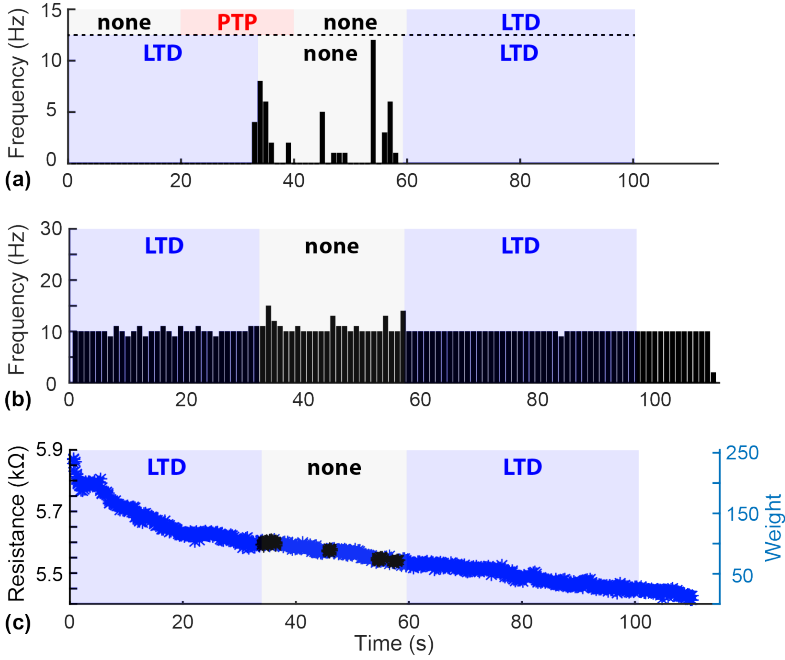 15 none PTP none LTD
LTD none LTD
10
5
0
Frequency (Hz)
(a) 0 20 40 60 80 100
30 LTD none LTD
20
10
0
Frequency (Hz)
(b) 0 20 40 60 80 100
5.9 LTD none LTD 250
5.7 150
5.5 50
Resistance (kΩ)
Weight
(c) 0 20 40 60 80 100
Time (s)